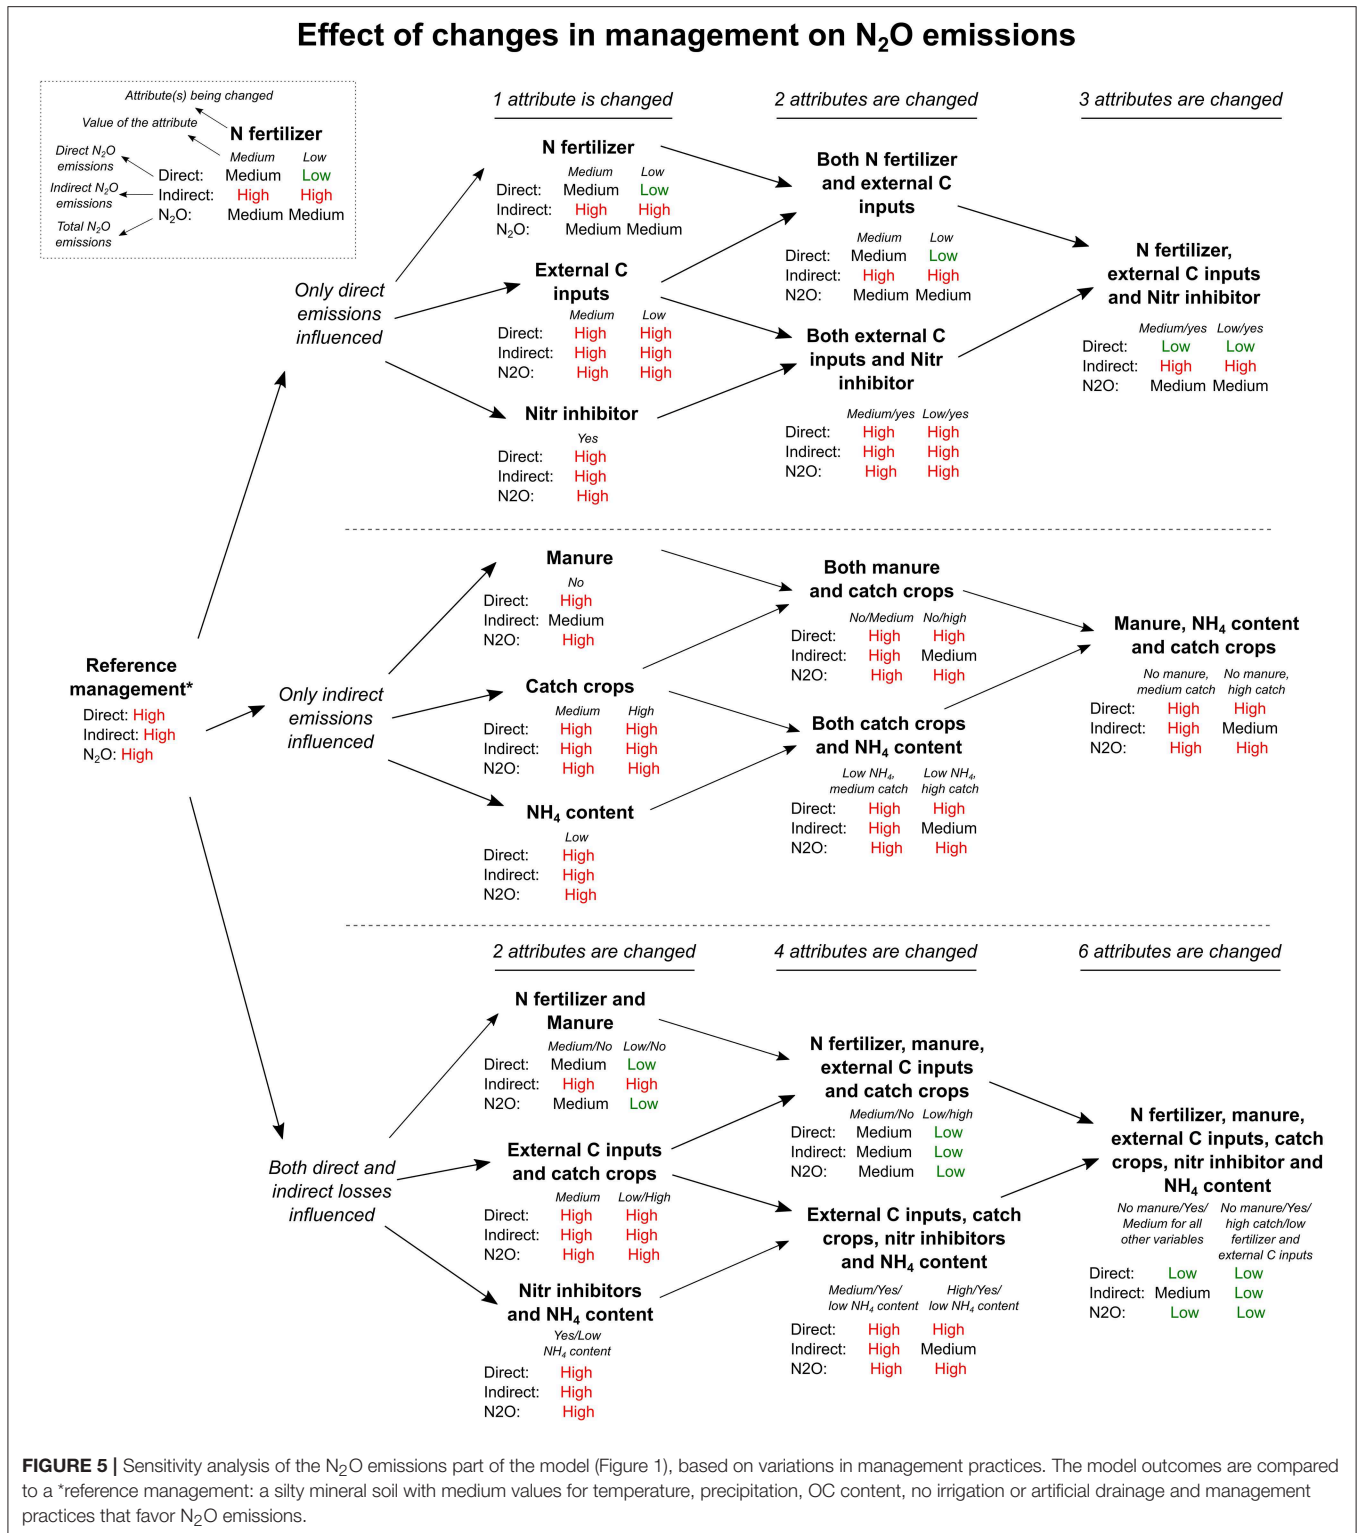 Effect of changes in management on N₂O emissions
Attribute(s) being changed
Value of the attribute
N fertilizer
Direct N₂O
emissions
Medium Low
Direct: Medium Low
Indirect N₂O
emissions
Indirect: High High
N₂O: Medium Medium
Total N₂O
emissions
1 attribute is changed
2 attributes are changed
3 attributes are changed
Only direct
emissions
influenced
N fertilizer
Medium Low
Direct: Medium Low
Indirect: High High
N₂O: Medium Medium
External C
inputs
Medium Low
Direct: High High
Indirect: High High
N2O: High High
Nitr inhibitor
Yes
Direct: High
Indirect: High
N2O: High
Both N fertilizer
and external C
inputs
Medium Low
Direct: Medium Low
Indirect: High High
N2O: Medium Medium
Both external C
inputs and Nitr
inhibitor
Medium/yes Low/yes
Direct: High High
Indirect: High High
N2O: High High
N fertilizer,
external C inputs
and Nitr inhibitor
Medium/yes Low/yes
Direct: Low Low
Indirect: High High
N2O: Medium Medium
Reference
management*
Direct: High
Indirect: High
N₂O: High
Only indirect
emissions
influenced
Manure
No
Direct: High
Indirect: Medium
N2O: High
Catch crops
Medium High
Direct: High High
Indirect: High High
N2O: High High
NH₄ content
Low
Direct: High
Indirect: High
N2O: High
Both manure
and catch crops
No/Medium No/high
Direct: High High
Indirect: High Medium
N2O: High High
Both catch crops
and NH₄ content
Low NH₄, Low NH₄,
medium catch high catch
Direct: High High
Indirect: High Medium
N2O: High High
Manure, NH₄ content
and catch crops
No manure, No manure,
medium catch high catch
Direct: High High
Indirect: High Medium
N2O: High High
2 attributes are changed
4 attributes are changed
6 attributes are changed
Both direct and
indirect losses
influenced
N fertilizer and
Manure
Medium/No Low/No
Direct: Medium Low
Indirect: High High
N2O: Medium Low
External C inputs
and catch crops
Medium Low/High
Direct: High High
Indirect: High High
N2O: High High
Nitr inhibitors
and NH₄ content
Yes/Low
NH₄ content
Direct: High
Indirect: High
N2O: High
N fertilizer, manure,
external C inputs
and catch crops
Medium/No Low/high
Direct: Medium Low
Indirect: Medium Low
N2O: Medium Low
External C inputs, catch
crops, nitr inhibitors
and NH₄ content
Medium/Yes/ High/Yes/
low NH₄ content low NH₄ content
Direct: High High
Indirect: High Medium
N2O: High High
N fertilizer, manure,
external C inputs, catch
crops, nitr inhibitor and
NH₄ content
No manure/Yes/ No manure/Yes/
Medium for all high catch/low
other variables fertilizer and
external C inputs
Direct: Low Low
Indirect: Medium Low
N2O: Low Low
FIGURE 5 | Sensitivity analysis of the N₂O emissions part of the model (Figure 1), based on variations in management practices. The model outcomes are compared
to a *reference management: a silty mineral soil with medium values for temperature, precipitation, OC content, no irrigation or artificial drainage and management
practices that favor N₂O emissions.